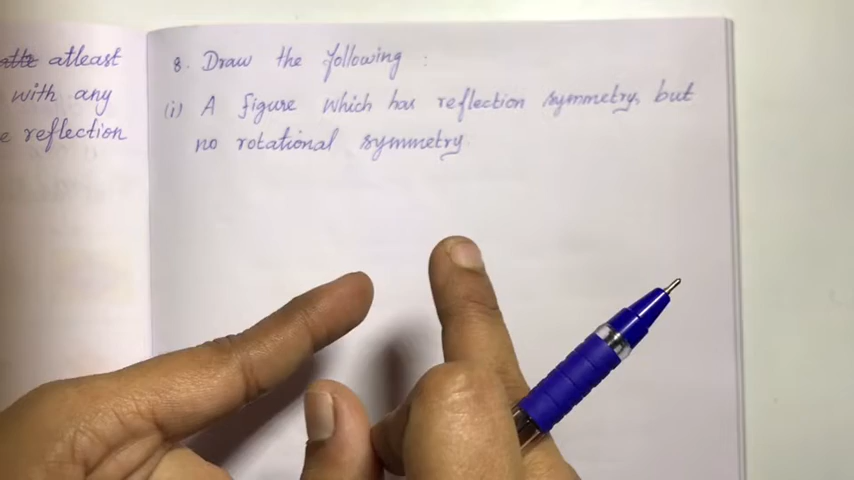 atleast
with any
e reflection
8. Draw the following :
(i) A figure which has reflection symmetry, but
no rotational symmetry